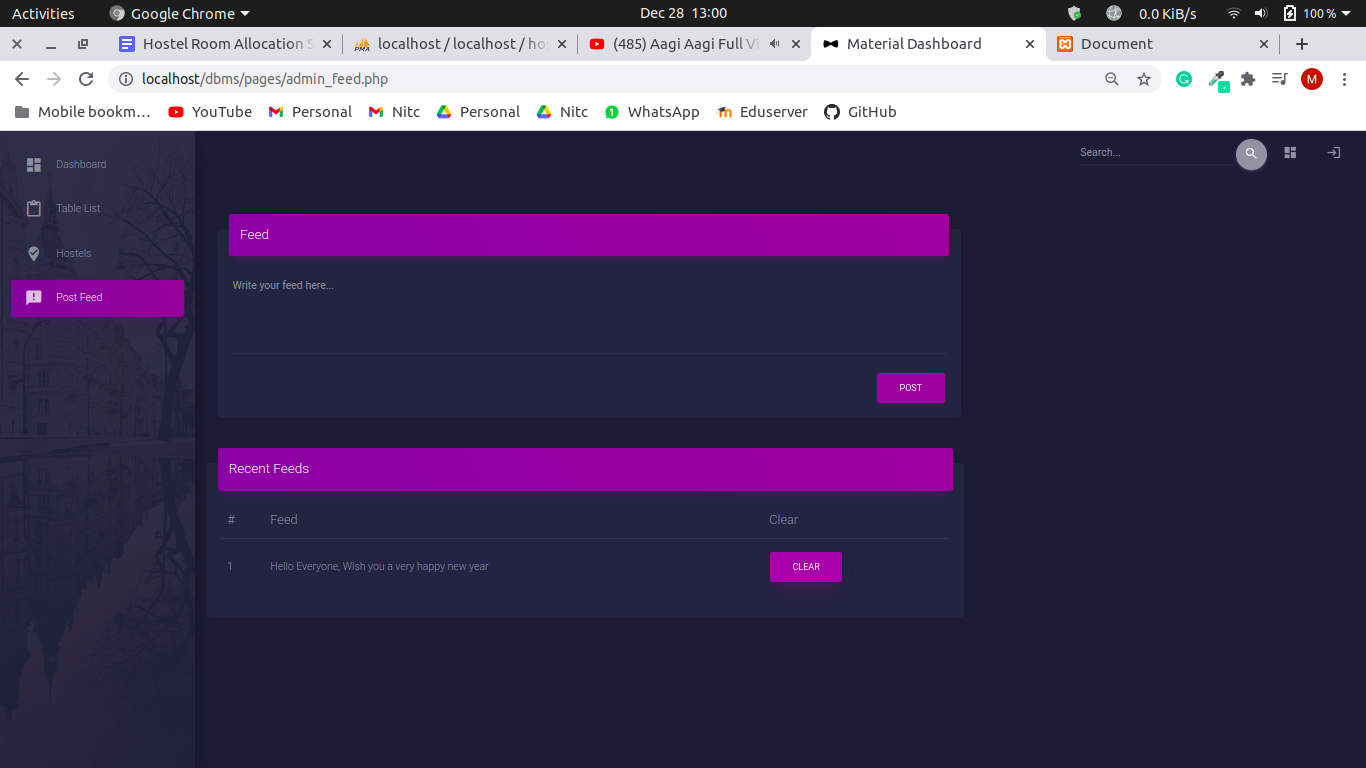 Activities Google Chrome Dec 28 13:00 0.0 KiB/s 100 %
Hostel Room Allocation S localhost / localhost / ho (485) Aagi Aagi Full Vi Material Dashboard Document
localhost/dbms/pages/admin_feed.php M
Mobile bookm... YouTube Personal Nitc Personal Nitc 1 WhatsApp Eduserver GitHub
Search...
Dashboard
Table List
Hostels
Post Feed
Feed
Write your feed here...
POST
Recent Feeds
# Feed Clear
1 Hello Everyone, Wish you a very happy new year CLEAR